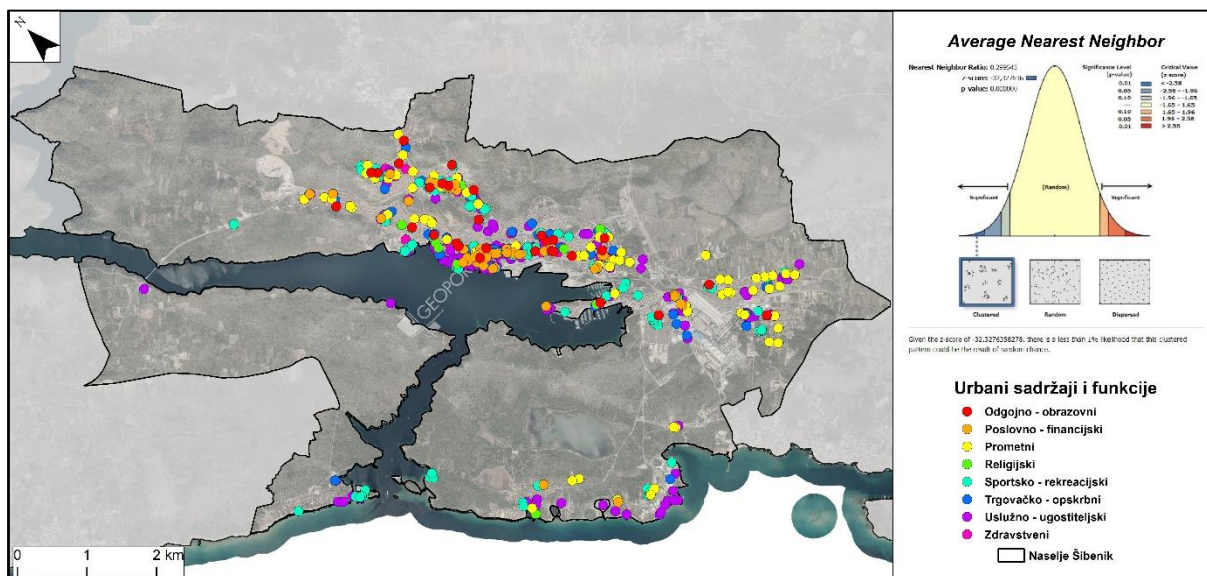 N
GEOPOR
0 1 2 km
Average Nearest Neighbor
Nearest Neighbor Ratio: 0,299543
z-score: -32,327636
p-value: 0,000000
Significance Level
(p-value)
Critical Value
(z-score)
0.01 < -2.58
0.05 -2.58 - -1.96
0.10 -1.96 - -1.65
--- -1.65 - 1.65
0.10 1.65 - 1.96
0.05 1.96 - 2.58
0.01 > 2.58
(Random)
Significant
Significant
Clustered
Random
Dispersed
Given the z-score of -32.3276358278, there is a less than 1% likelihood that this clustered
pattern could be the result of random chance.
Urbani sadržaji i funkcije
Odgojno - obrazovni
Poslovno - financijski
Prometni
Religijski
Sportsko - rekreacijski
Trgovačko - opskrbni
Uslužno - ugostiteljski
Zdravstveni
Naselje Šibenik